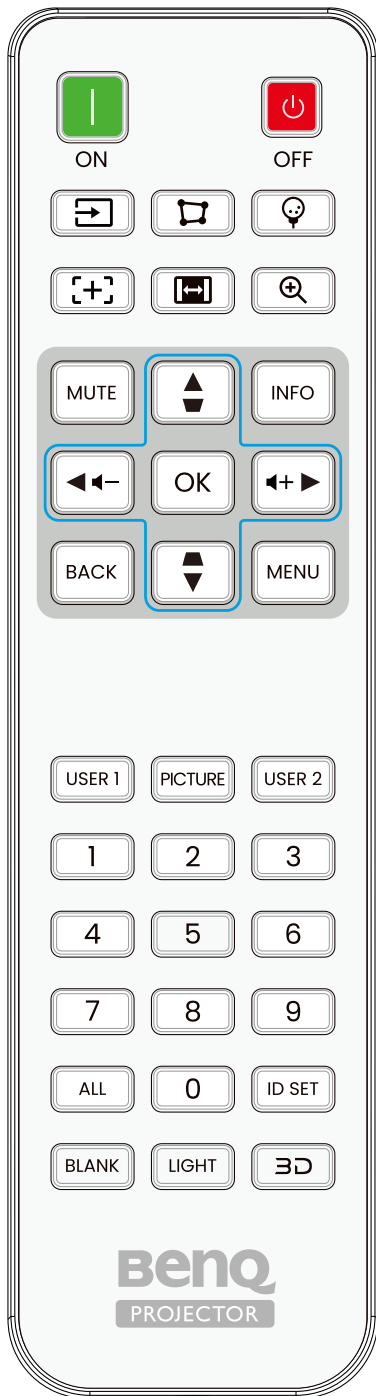 ON OFF
MUTE INFO
OK
BACK MENU
USER 1 PICTURE USER 2
1 2 3
4 5 6
7 8 9
ALL 0 ID SET
BLANK LIGHT 3D
BenQ
PROJECTOR